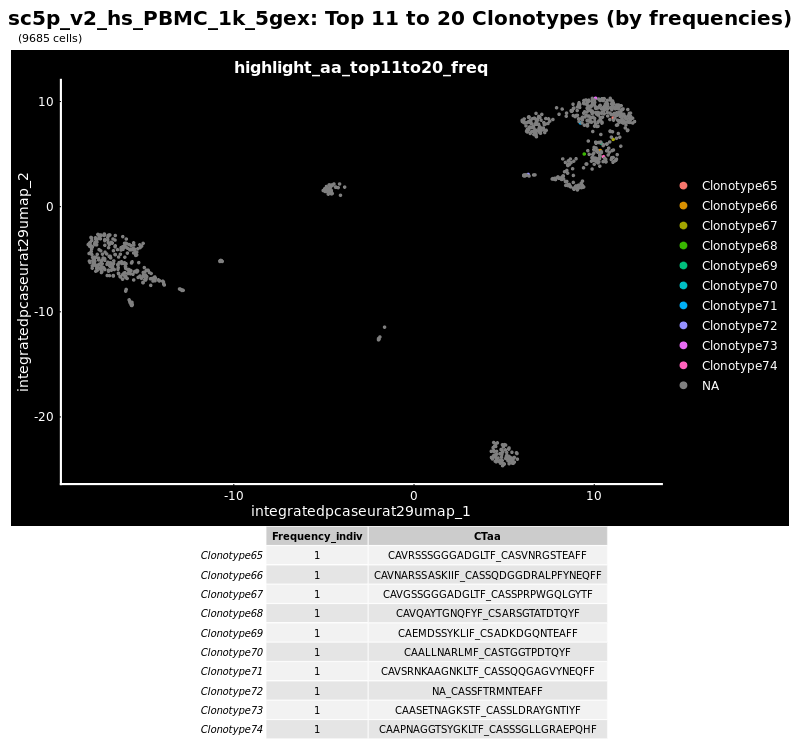 sc5p_v2_hs_PBMC_1k_5gex: Top 11 to 20 Clonotypes (by frequencies)
(9685 cells)
highlight_aa_top11to20_freq
10
0
-10
-20
integratedpcaseurat29umap_2
-10 0 10
integratedpcaseurat29umap_1
Clonotype65
Clonotype66
Clonotype67
Clonotype68
Clonotype69
Clonotype70
Clonotype71
Clonotype72
Clonotype73
Clonotype74
NA
Frequency_indiv CTaa
Clonotype65 1 CAVRSSSGGGADGLTF_CASVNRGSTEAFF
Clonotype66 1 CAVNARSSASKIIF_CASSQDGGDRALPFYNEQFF
Clonotype67 1 CAVGSSGGGADGLTF_CASSPRPWGQLGYTF
Clonotype68 1 CAVQAYTGNQFYF_CSARSGTATDTQYF
Clonotype69 1 CAEMDSSYKLIF_CSADKDGQNTEAFF
Clonotype70 1 CAALLNARLMF_CASTGGTPDTQYF
Clonotype71 1 CAVSRNKAAGNKLTF_CASSQQGAGVYNEQFF
Clonotype72 1 NA_CASSFTRMNTEAFF
Clonotype73 1 CAASETNAGKSTF_CASSLDRAYGNTIYF
Clonotype74 1 CAAPNAGGTSYGKLTF_CASSSGLLGRAEPQHF